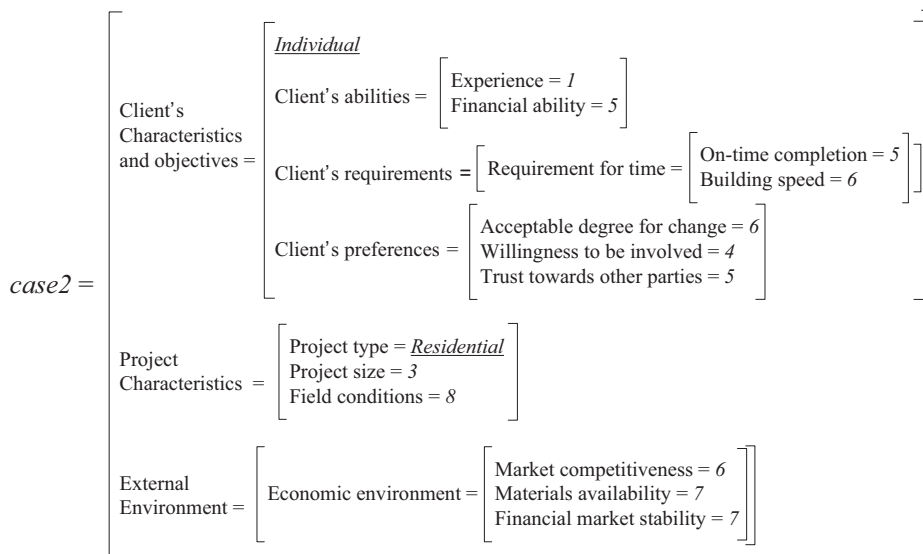 case2 =
Client's
Characteristics
and objectives =
Individual
Client's abilities =
Experience = 1
Financial ability = 5
Client's requirements =
Requirement for time =
On-time completion = 5
Building speed = 6
Client's preferences =
Acceptable degree for change = 6
Willingness to be involved = 4
Trust towards other parties = 5
Project
Characteristics =
Project type = Residential
Project size = 3
Field conditions = 8
External
Environment =
Economic environment =
Market competitiveness = 6
Materials availability = 7
Financial market stability = 7